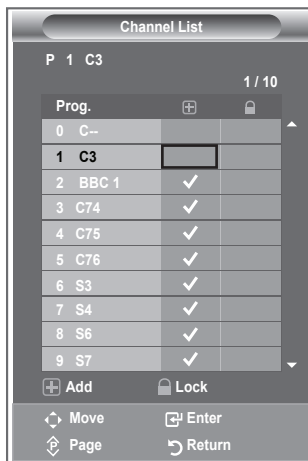 Channel List
P 1 C3
1 / 10
Prog.
0 C--
1 C3
2 BBC 1
3 C74
4 C75
5 C76
6 S3
7 S4
8 S6
9 S7
Add Lock
Move Enter
P Page Return